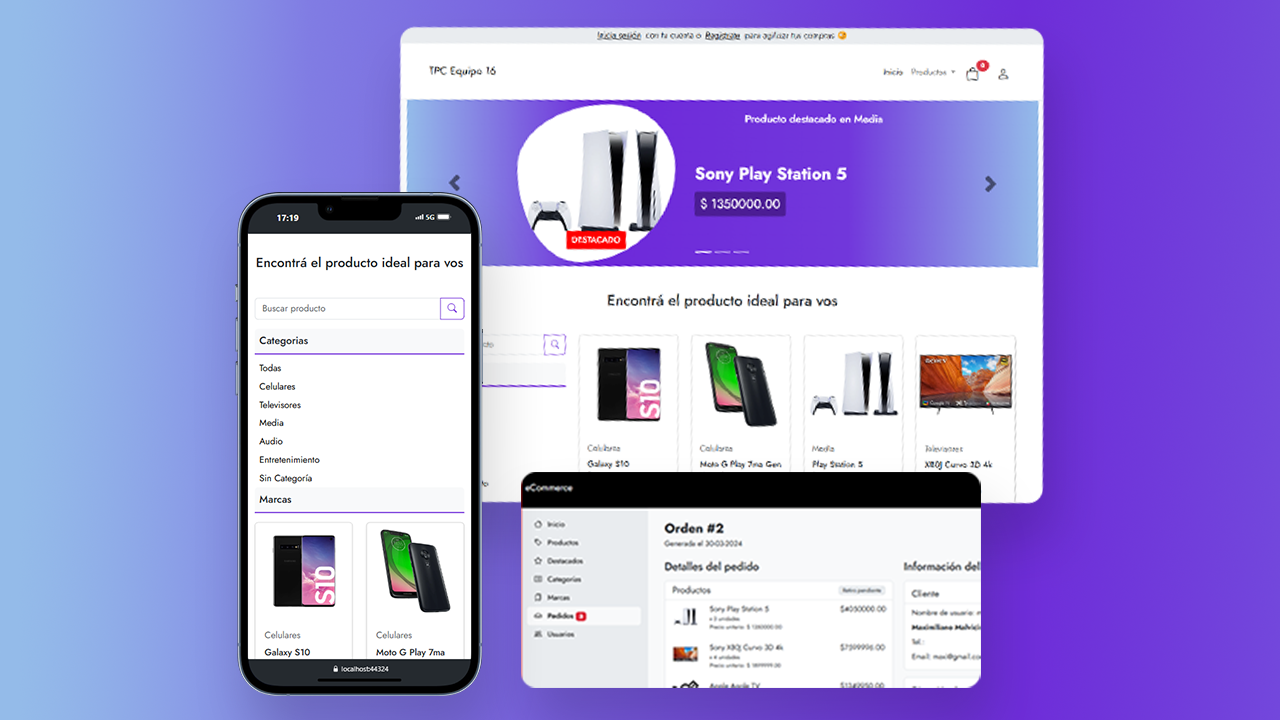 Inicia sesión con tu cuenta o Registrate para agilizar tus compras
TPC Equipo 16
Inicio Productos 0
Producto destacado en Media
Sony Play Station 5
$ 1350000.00
DESTACADO
Encontrá el producto ideal para vos
Celulares
Galaxy S10
Celulares
Moto G Play 7ma Gen
Media
Play Station 5
SONY
Televisores
X80J Curvo 3D 4k
S10
17:19
5G
Encontrá el producto ideal para vos
Buscar producto
Categorias
Todas
Celulares
Televisores
Media
Audio
Entretenimiento
Sin Categoría
Marcas
S10
Celulares
Galaxy S10
Celulares
Moto G Play 7ma
localhost:44324
eCommerce
Inicio
Productos
Destacados
Categorias
Marcas
Pedidos
Usuarios
Orden #2
Generada el 30-03-2024
Detalles del pedido
Productos
Retiro pendiente
Sony Play Station 5
$4050000.00
x 3 unidades
Precio unitario: $ 1350000.00
Sony X80J Curvo 3D 4k
$7599996.00
x 4 unidades
Precio unitario: $ 1899999.00
Apple Apple TV
$1349950.00
Información del
Cliente
Nombre de usuario:
Tel.:
Email: maxi@gmail.co